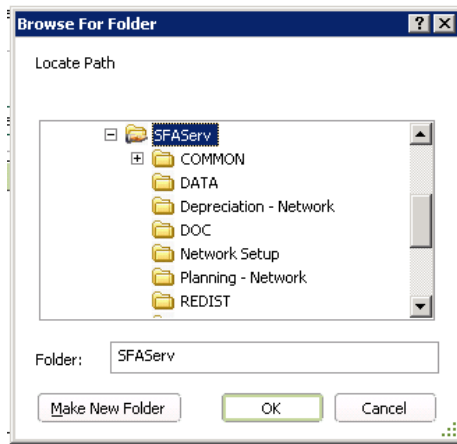 Browse For Folder
Locate Path
SFAServ
COMMON
DATA
Depreciation - Network
DOC
Network Setup
Planning - Network
REDIST
Folder: SFAServ
Make New Folder OK Cancel